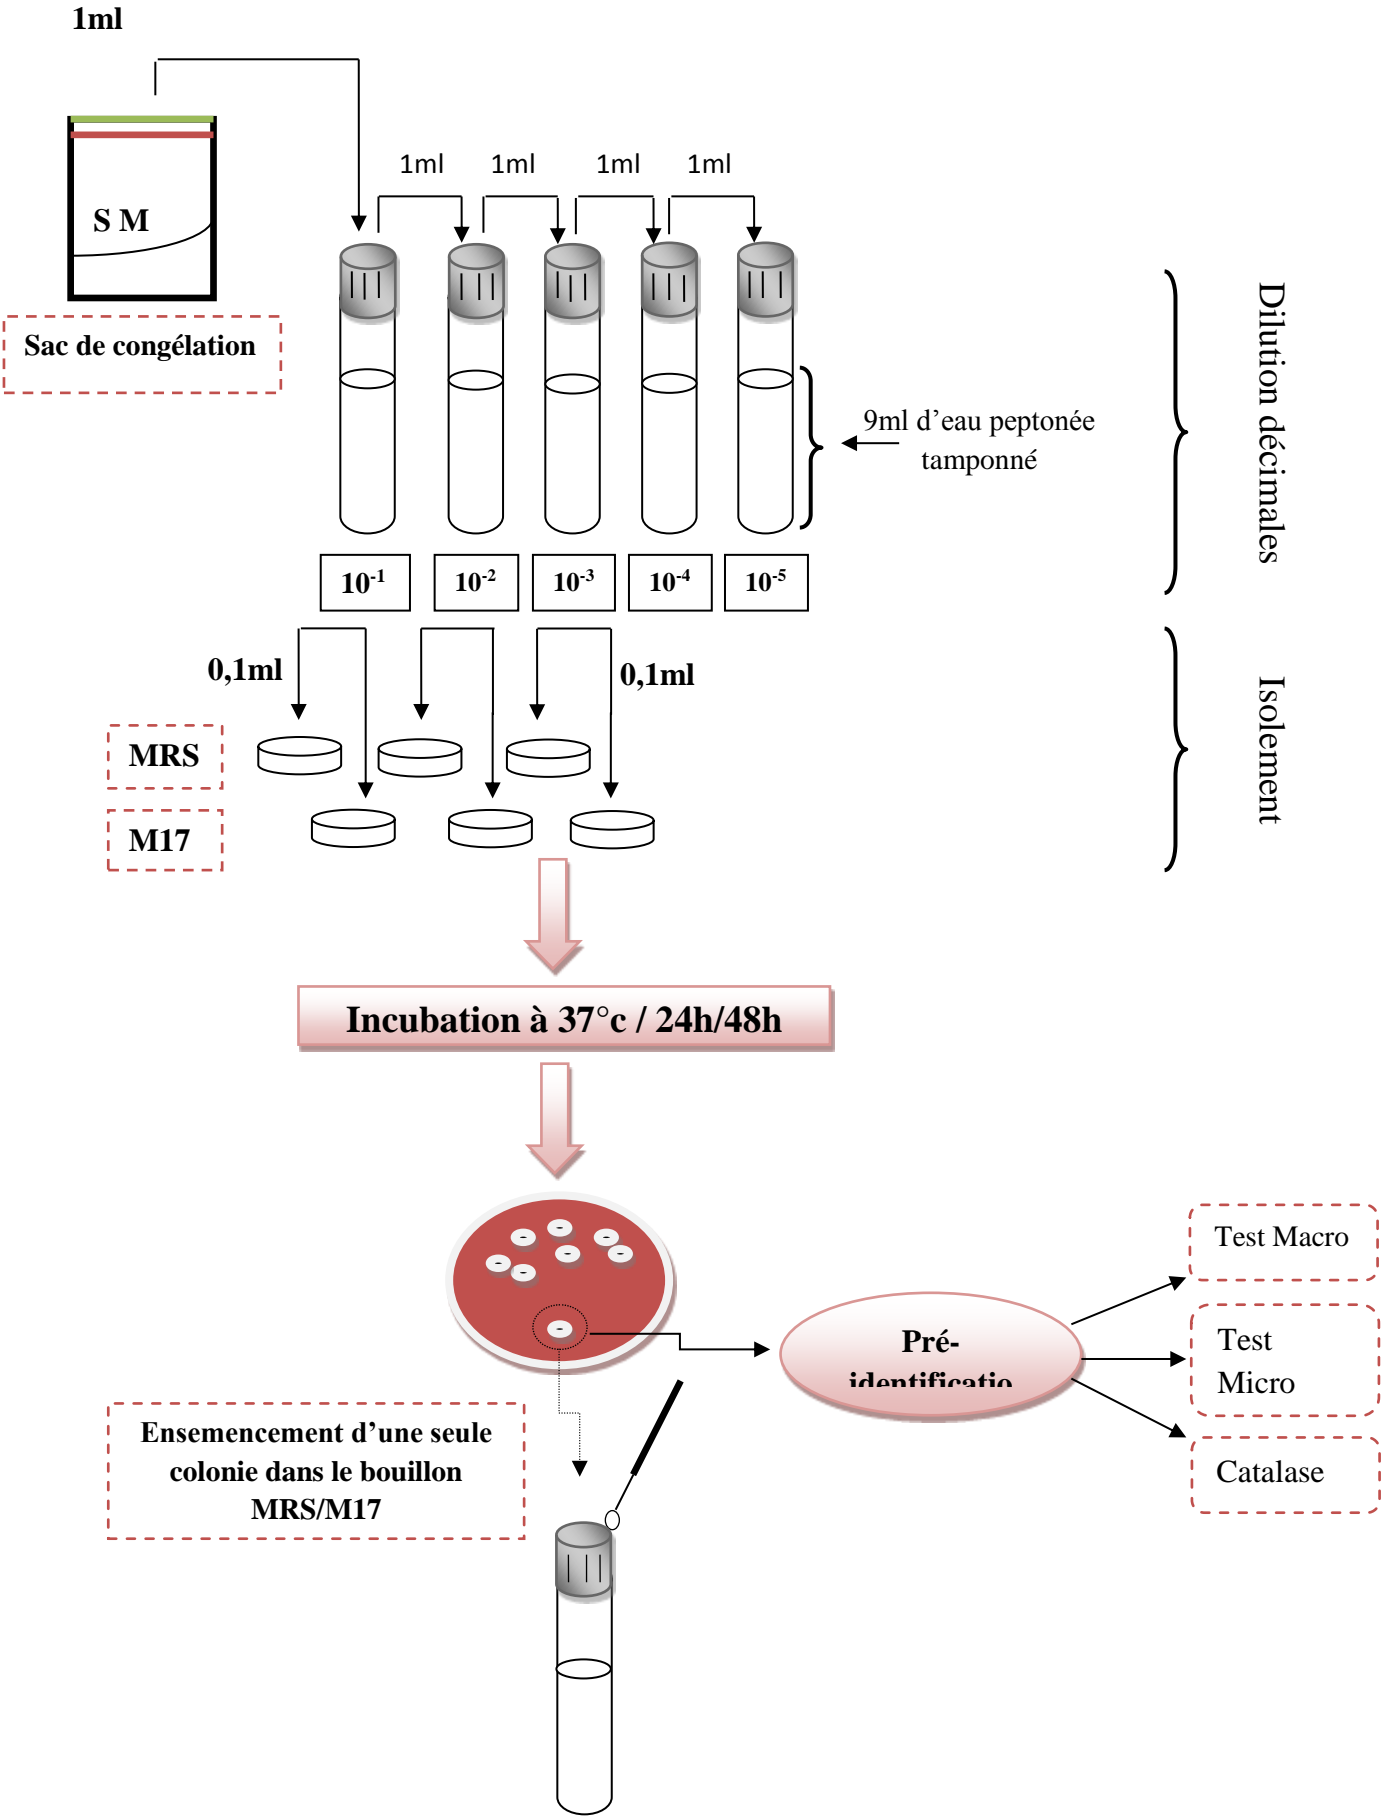 1ml
1ml
1ml
1ml
1ml
S M
Sac de congélation
9ml d’eau peptonée
tamponné
Dilution décimales
10-1
10-2
10-3
10-4
10-5
0,1ml
0,1ml
Isolement
MRS
M17
Incubation à 37°c / 24h/48h
Test Macro
Pré-
identificatio
Test
Micro
Catalase
Ensemencement d’une seule
colonie dans le bouillon
MRS/M17